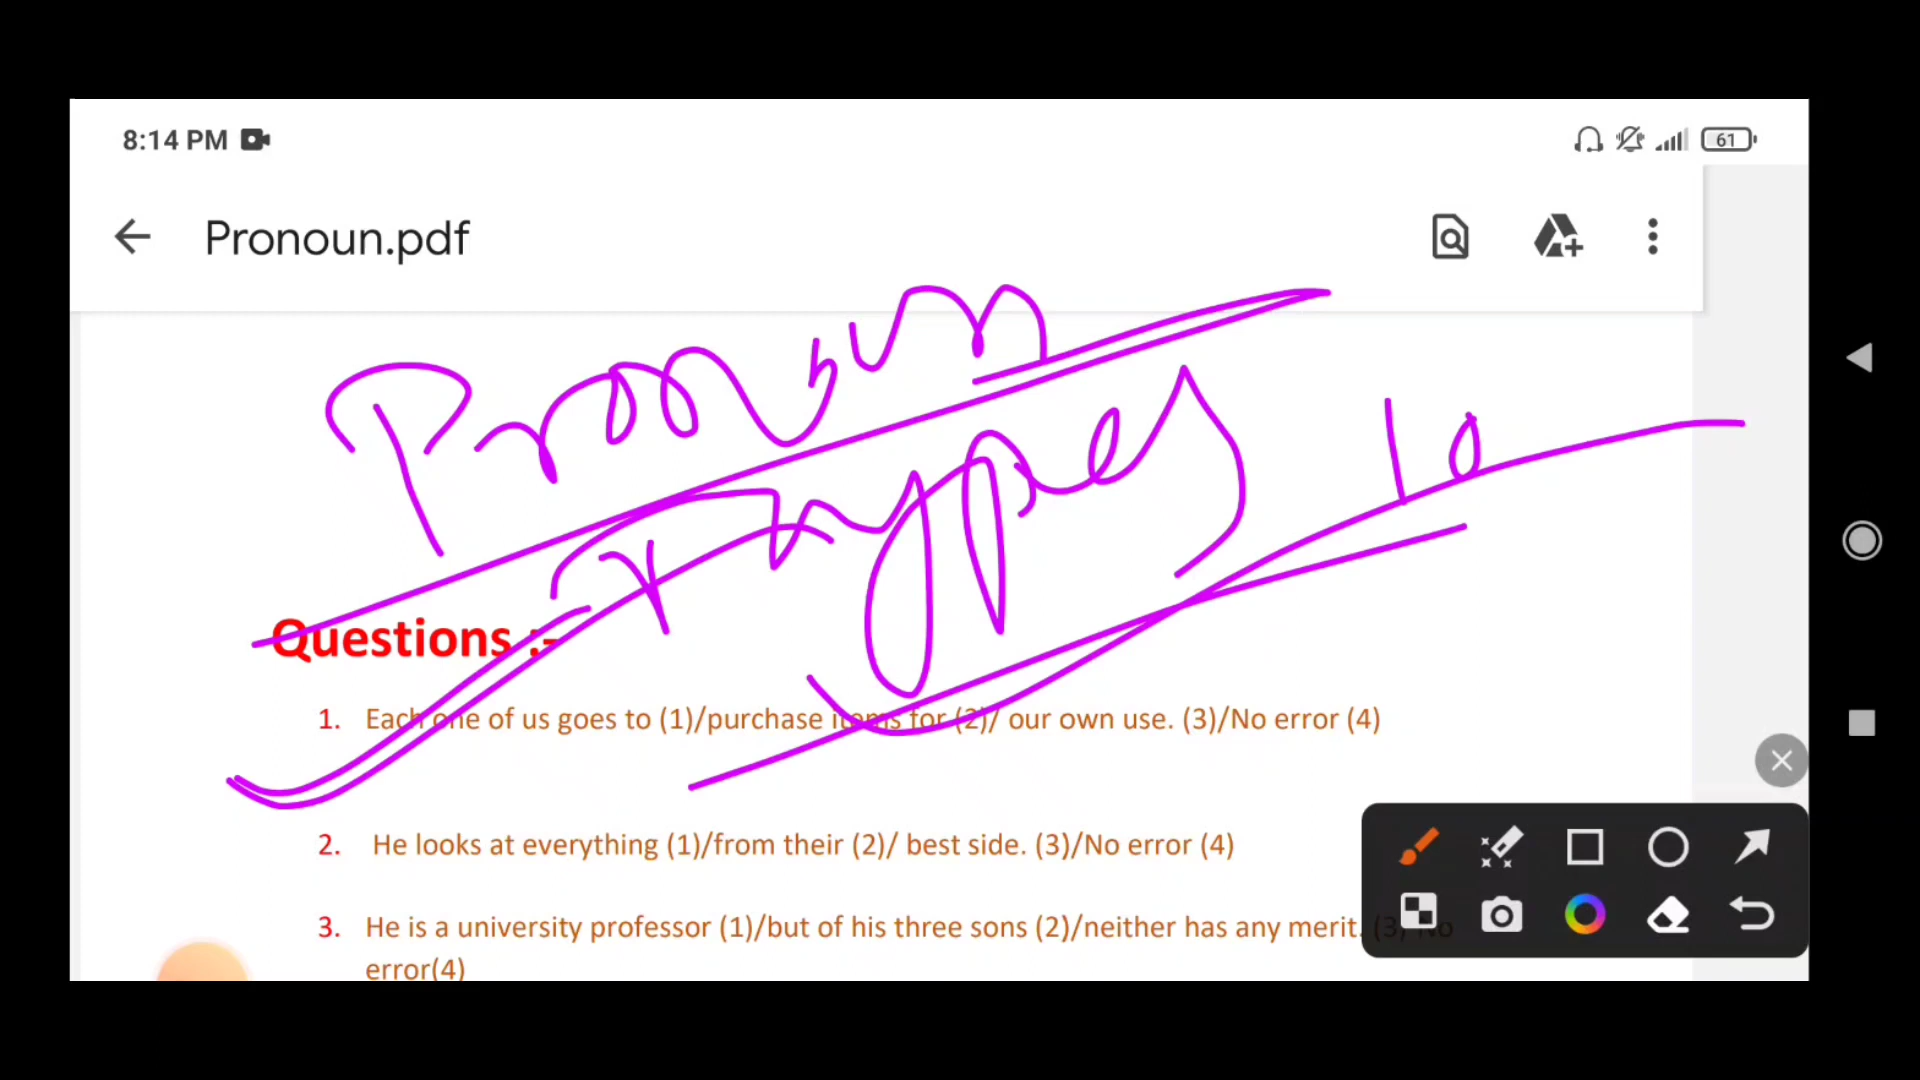 8:14 PM
61
Pronoun.pdf
Pronoun
Types 10
Questions :-
1. Each one of us goes to (1)/purchase items for (2)/ our own use. (3)/No error (4)
2. He looks at everything (1)/from their (2)/ best side. (3)/No error (4)
3. He is a university professor (1)/but of his three sons (2)/neither has any merit. (3) No
error(4)